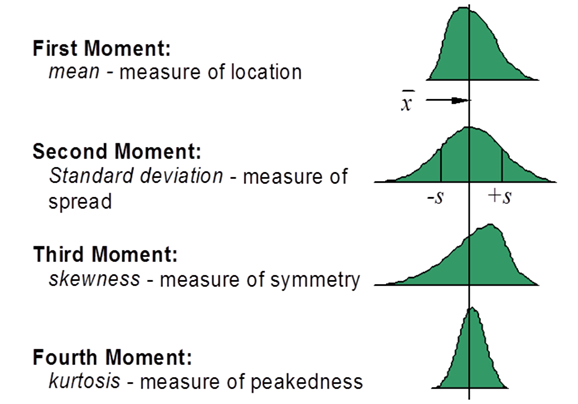 First Moment:
mean - measure of location
x̅
Second Moment:
Standard deviation - measure of
spread
-s +s
Third Moment:
skewness - measure of symmetry
Fourth Moment:
kurtosis - measure of peakedness